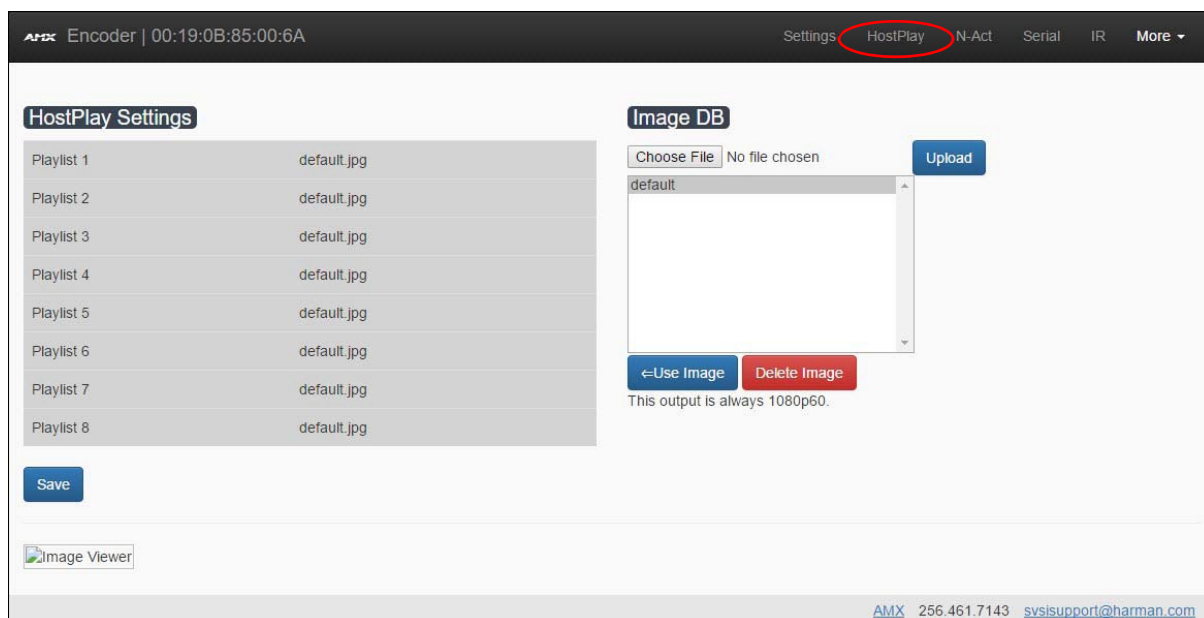 AMX Encoder | 00:19:0B:85:00:6A Settings HostPlay N-Act Serial IR More
HostPlay Settings
Playlist 1 default.jpg
Playlist 2 default.jpg
Playlist 3 default.jpg
Playlist 4 default.jpg
Playlist 5 default.jpg
Playlist 6 default.jpg
Playlist 7 default.jpg
Playlist 8 default.jpg
Save
Image DB
Choose File No file chosen Upload
default
⇐Use Image Delete Image
This output is always 1080p60.
Image Viewer
AMX 256.461.7143 svsisupport@harman.com